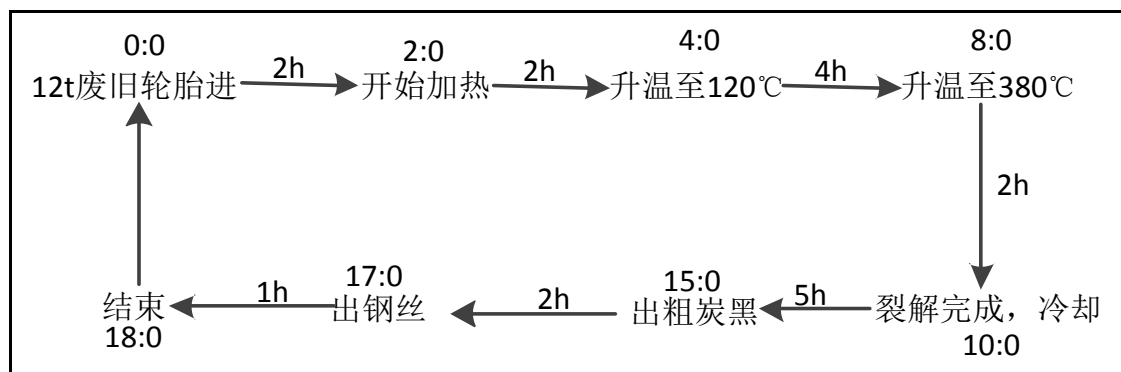 0:0
12t废旧轮胎进
2h
2:0
开始加热
2h
4:0
升温至120℃
4h
8:0
升温至380℃
2h
裂解完成，冷却
10:0
5h
15:0
出粗炭黑
2h
17:0
出钢丝
1h
结束
18:0